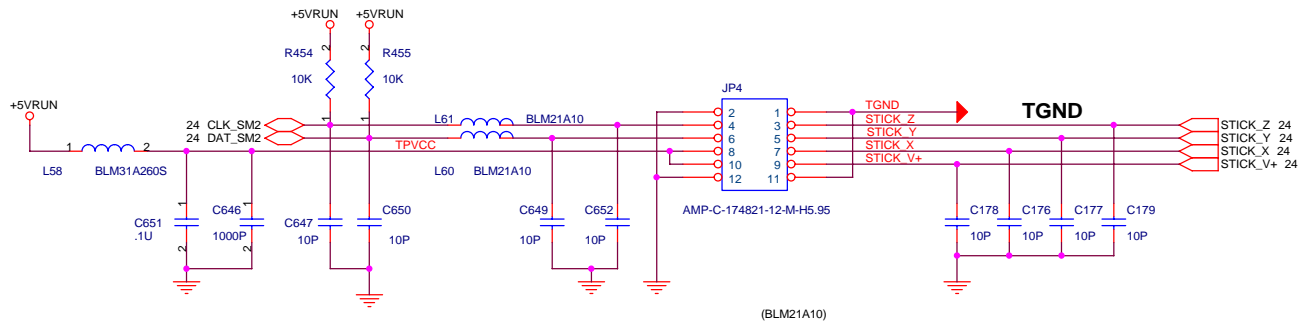 +5VRUN +5VRUN
2 2
R454 R455
10K 10K
1 1
+5VRUN
24 CLK_SM2
24 DAT_SM2
L61 BLM21A10
TPVCC
L60 BLM21A10
1 2
L58 BLM31A260S
JP4
2 1
4 3
6 5
8 7
10 9
12 11
AMP-C-174821-12-M-H5.95
TGND
STICK_Z
STICK_Y
STICK_X
STICK_V+
TGND
STICK_Z 24
STICK_Y 24
STICK_X 24
STICK_V+ 24
1 1
C651 C646 C647 C650 C649 C652
.1U 1000P 10P 10P 10P 10P
2 2
C178 C176 C177 C179
10P 10P 10P 10P
(BLM21A10)